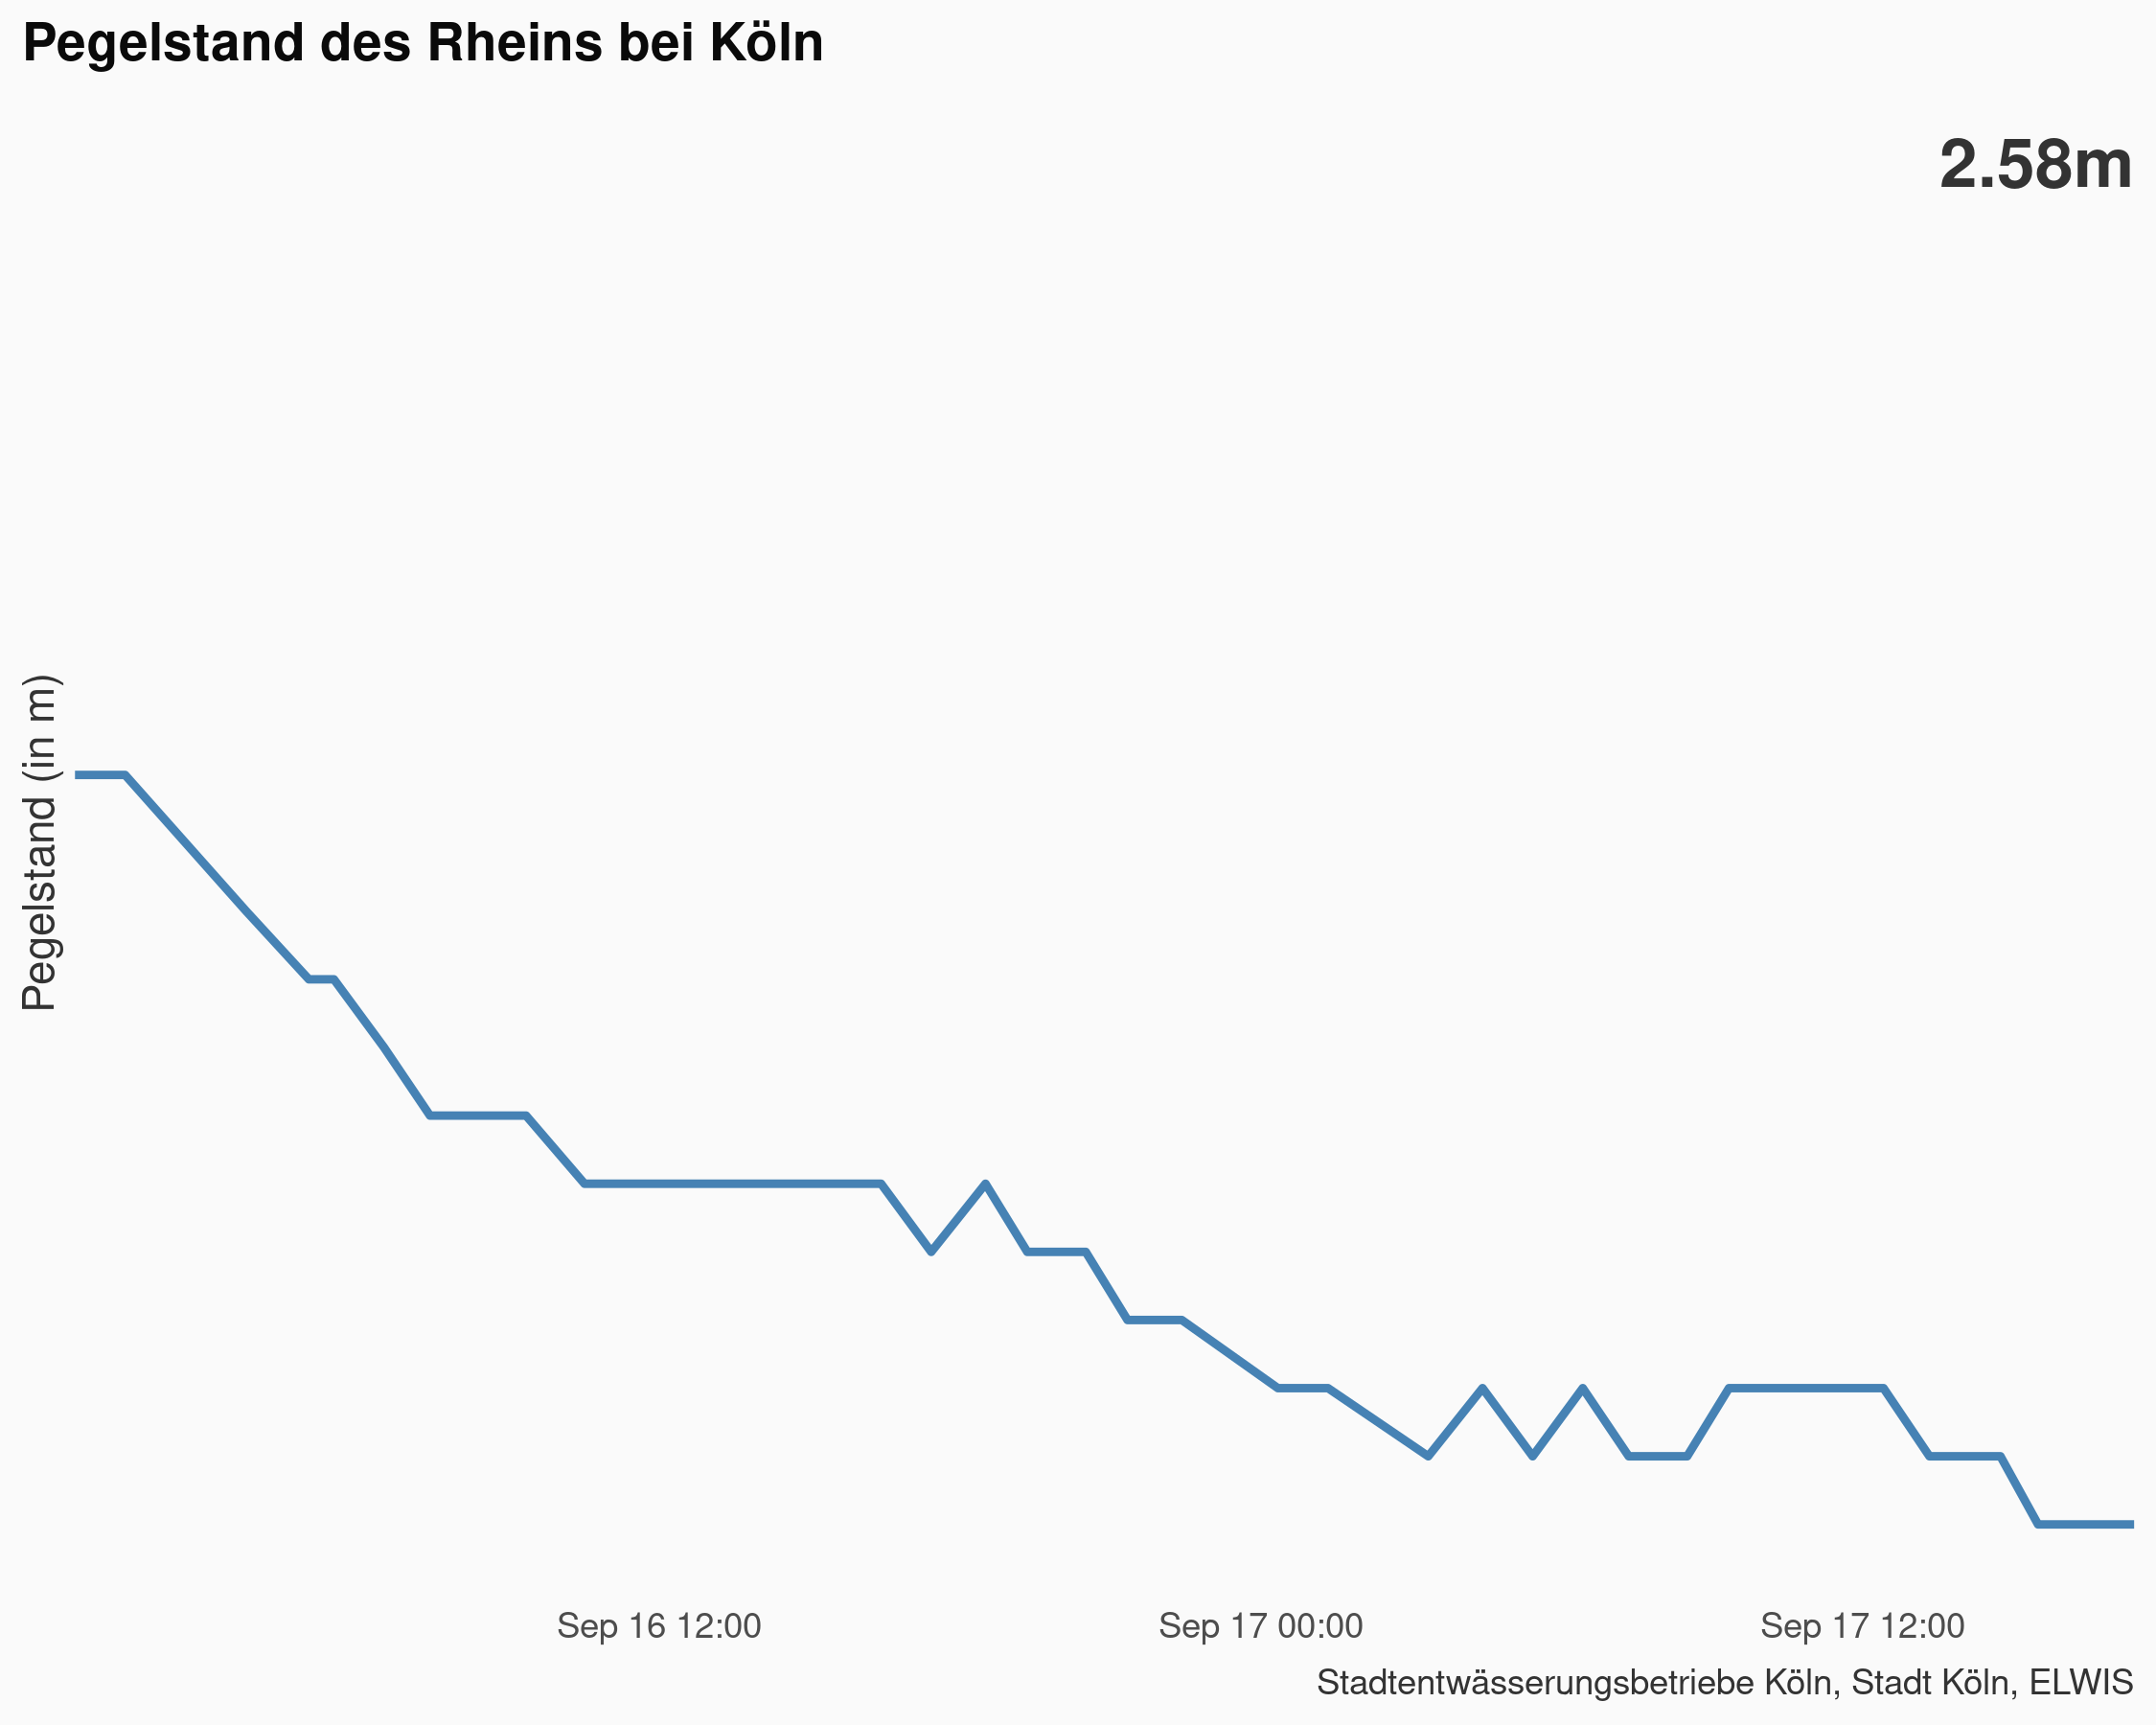 Pegelstand des Rheins bei Köln
2.58m
Pegelstand (in m)
Sep 16 12:00
Sep 17 00:00
Sep 17 12:00
Stadtentwässerungsbetriebe Köln, Stadt Köln, ELWIS